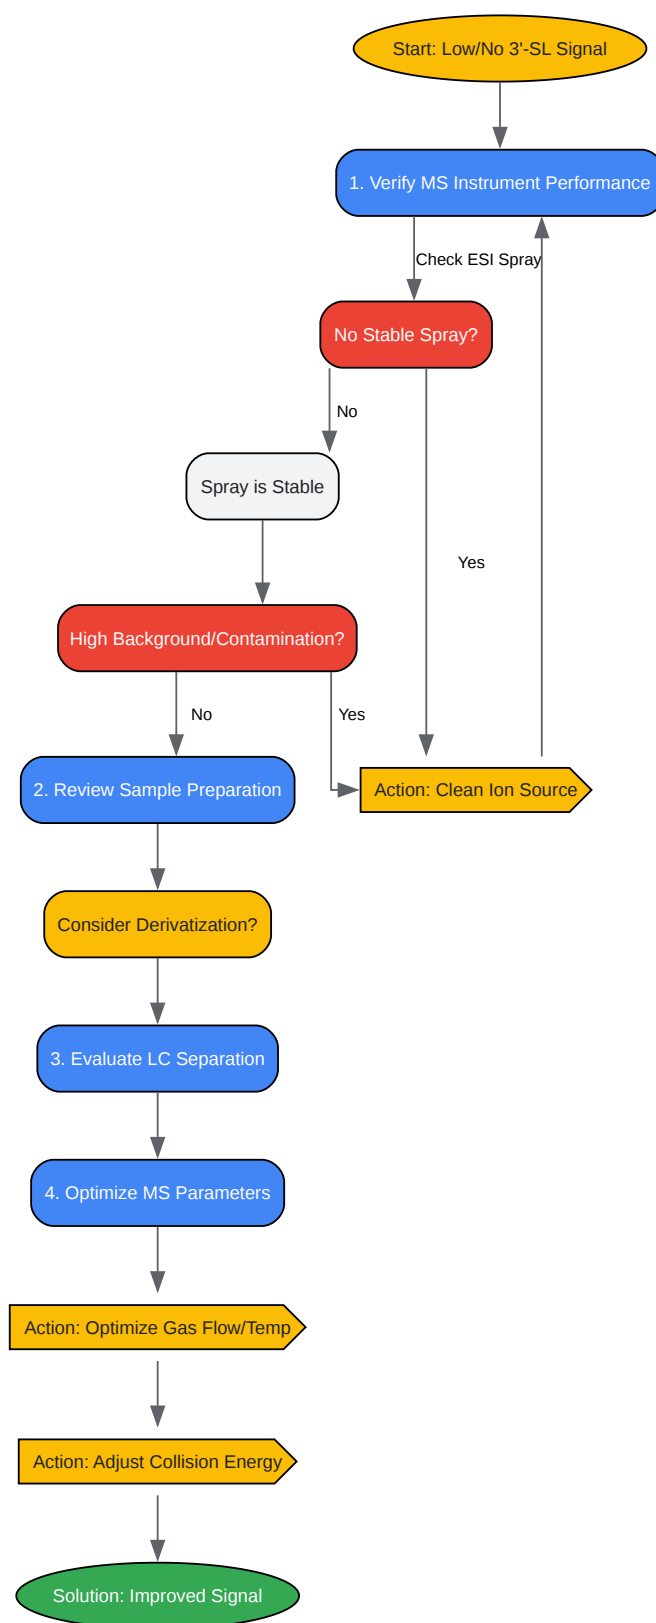 Start: Low/No 3'-SL Signal
1. Verify MS Instrument Performance
Check ESI Spray
No Stable Spray?
No
Spray is Stable
Yes
High Background/Contamination?
No
Yes
2. Review Sample Preparation
Action: Clean Ion Source
Consider Derivatization?
3. Evaluate LC Separation
4. Optimize MS Parameters
Action: Optimize Gas Flow/Temp
Action: Adjust Collision Energy
Solution: Improved Signal